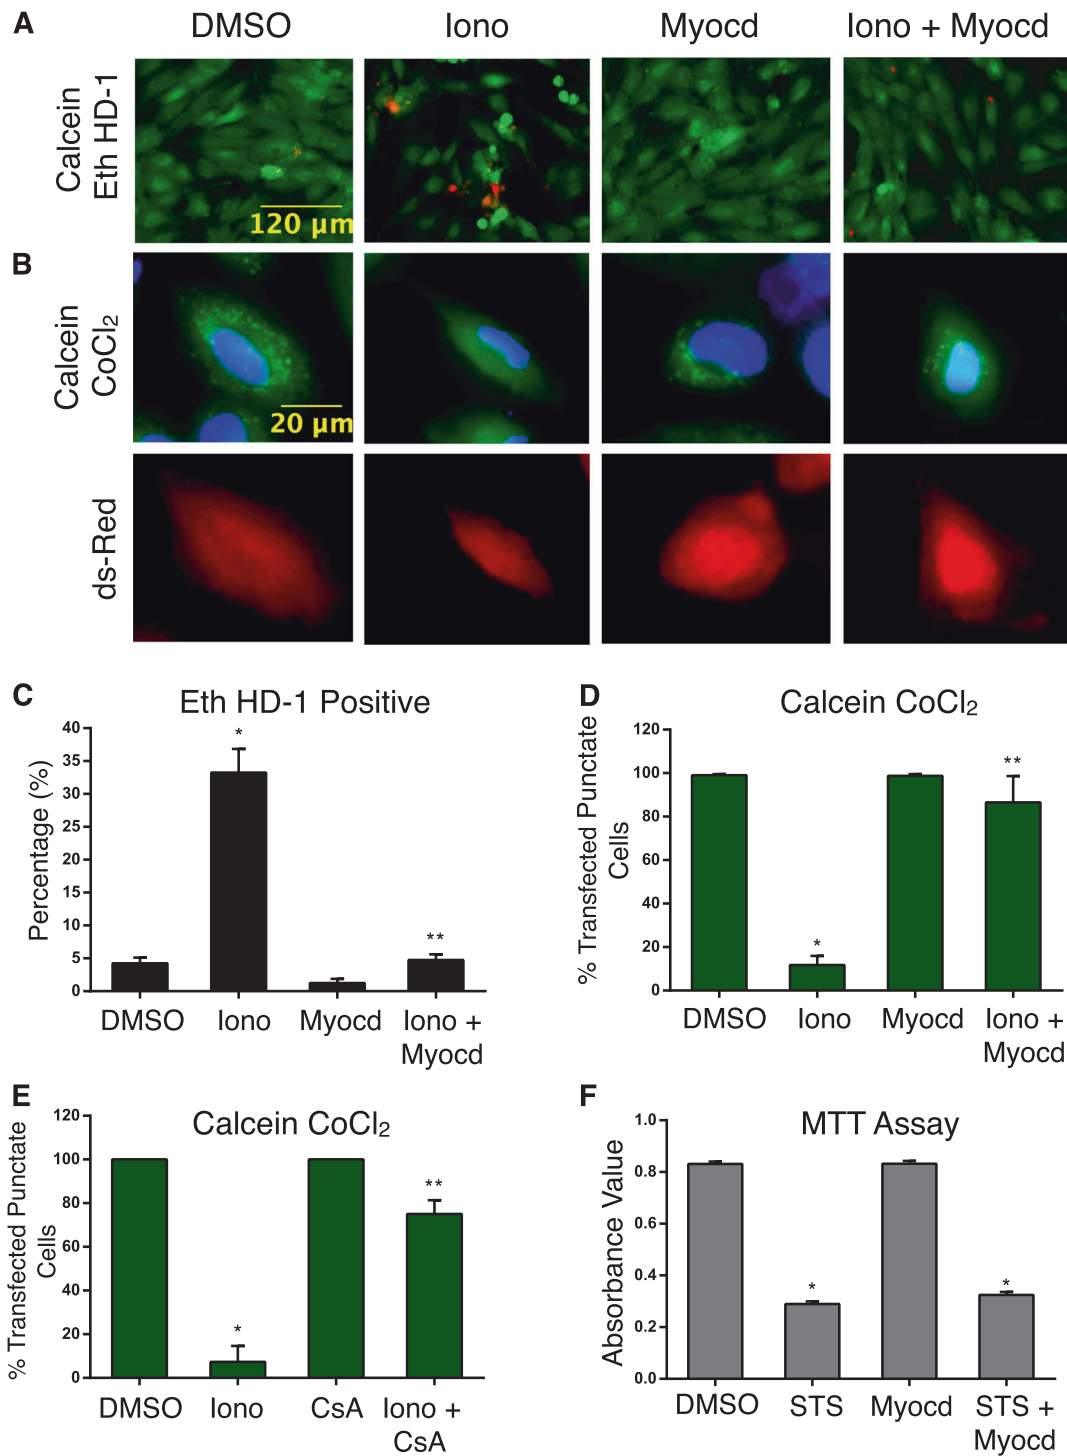 A
DMSO
Iono
Myocd
Iono + Myocd
Calcein
Eth HD-1
120 µm
B
Calcein
CoCl2
20 µm
ds-Red
C
Eth HD-1 Positive
Percentage (%)
40
35
30
25
20
15
10
5
0
*
**
DMSO
Iono
Myocd
Iono +
Myocd
D
Calcein CoCl2
% Transfected Punctate
Cells
120
100
80
60
40
20
0
*
**
DMSO
Iono
Myocd
Iono +
Myocd
E
Calcein CoCl2
% Transfected Punctate
Cells
120
100
80
60
40
20
0
*
**
DMSO
Iono
CsA
Iono +
CsA
F
MTT Assay
Absorbance Value
1.0
0.8
0.6
0.4
0.2
0.0
*
*
DMSO
STS
Myocd
STS +
Myocd